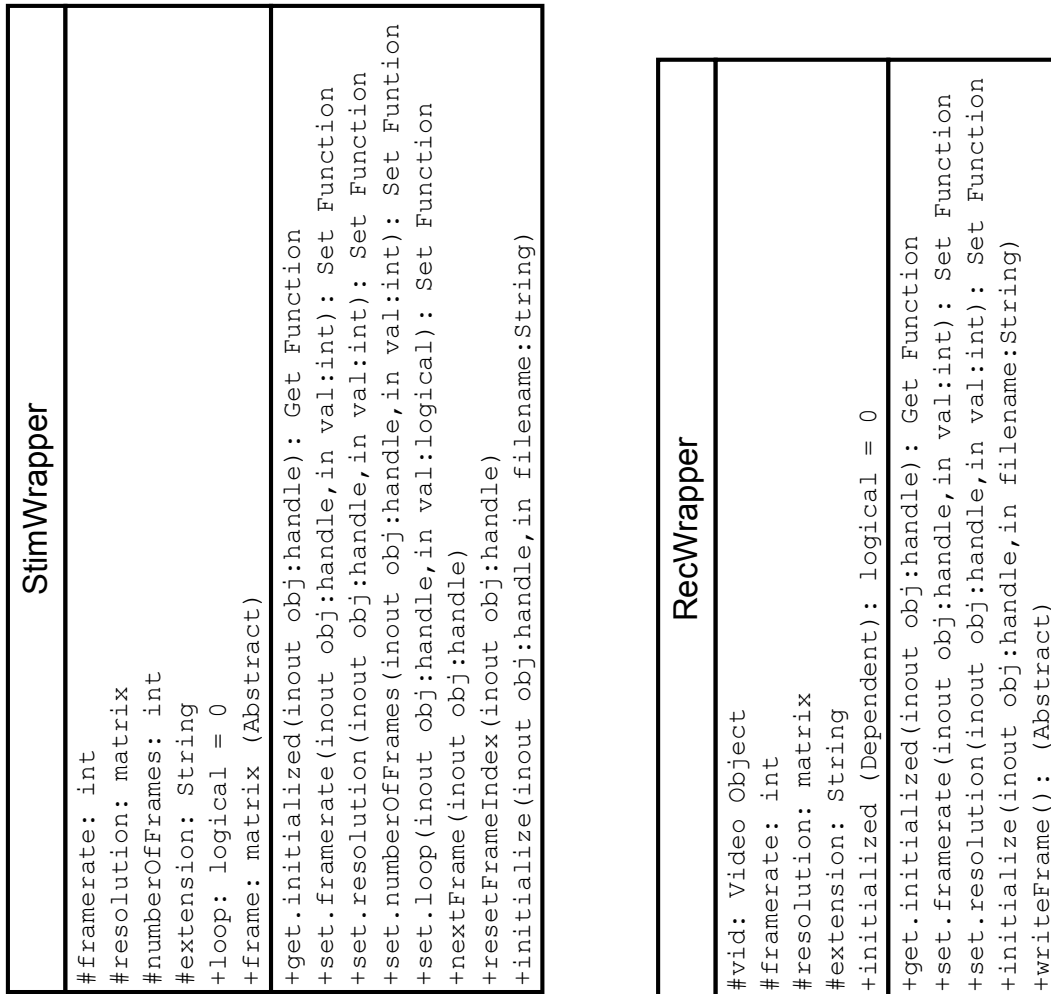 StimWrapper
#framerate: int
#resolution: matrix
#numberOfFrames: int
#extension: String
+loop: logical = 0
+frame: matrix (Abstract)
+get.initialized(inout obj:handle): Get Function
+set.framerate(inout obj:handle,in val:int): Set Function
+set.resolution(inout obj:handle,in val:int): Set Function
+set.numberOfFrames(inout obj:handle,in val:int): Set Funtion
+set.loop(inout obj:handle,in val:logical): Set Function
+nextFrame(inout obj:handle)
+resetFrameIndex(inout obj:handle)
+initialize(inout obj:handle,in filename:String)
RecWrapper
#vid: Video Object
#framerate: int
#resolution: matrix
#extension: String
+initialized (Dependent): logical = 0
+get.initialized(inout obj:handle): Get Function
+set.framerate(inout obj:handle,in val:int): Set Function
+set.resolution(inout obj:handle,in val:int): Set Function
+initialize(inout obj:handle,in filename:String)
+writeFrame(): (Abstract)